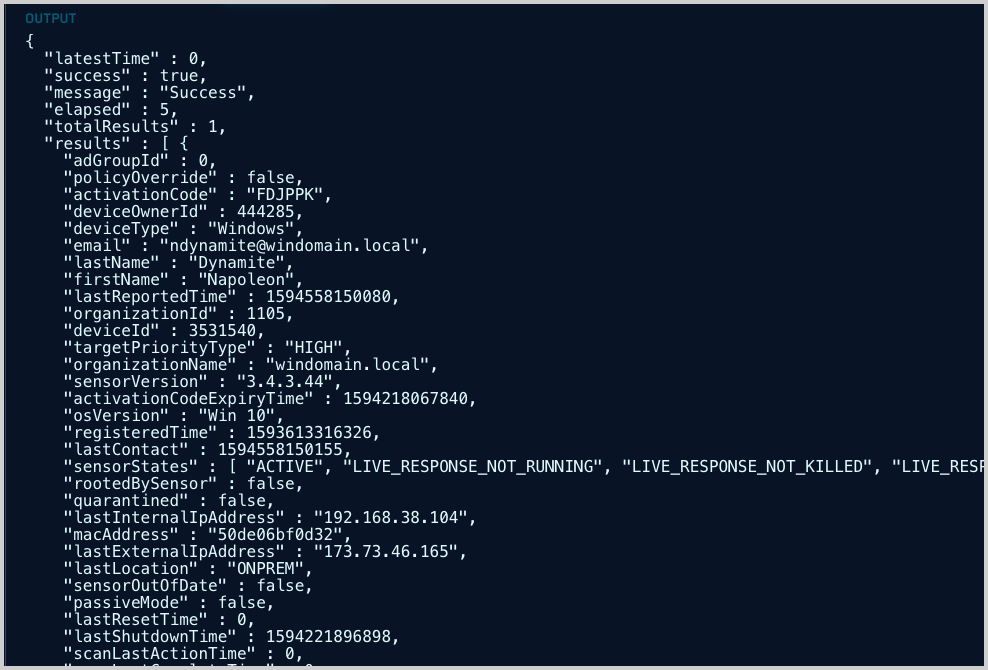 OUTPUT
{
"latestTime" : 0,
"success" : true,
"message" : "Success",
"elapsed" : 5,
"totalResults" : 1,
"results" : [ {
"adGroupId" : 0,
"policyOverride" : false,
"activationCode" : "FDJPPK",
"deviceOwnerId" : 444285,
"deviceType" : "Windows",
"email" : "ndynamite@windomain.local",
"lastName" : "Dynamite",
"firstName" : "Napoleon",
"lastReportedTime" : 1594558150080,
"organizationId" : 1105,
"deviceId" : 3531540,
"targetPriorityType" : "HIGH",
"organizationName" : "windomain.local",
"sensorVersion" : "3.4.3.44",
"activationCodeExpiryTime" : 1594218067840,
"osVersion" : "Win 10",
"registeredTime" : 1593613316326,
"lastContact" : 1594558150155,
"sensorStates" : [ "ACTIVE", "LIVE_RESPONSE_NOT_RUNNING", "LIVE_RESPONSE_NOT_KILLED",
"rootedBySensor" : false,
"quarantined" : false,
"lastInternalIpAddress" : "192.168.38.104",
"macAddress" : "50de06bf0d32",
"lastExternalIpAddress" : "173.73.46.165",
"lastLocation" : "ONPREM",
"sensorOutOfDate" : false,
"passiveMode" : false,
"lastResetTime" : 0,
"lastShutdownTime" : 1594221896898,
"scanLastActionTime" : 0,